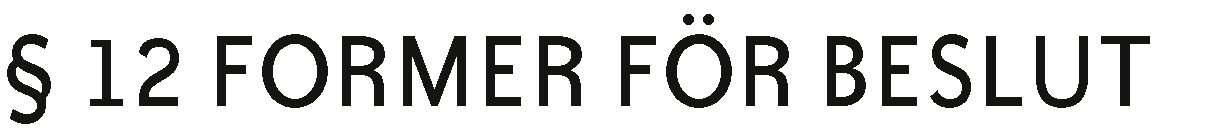 § 12 FORMER FÖR BESLUT